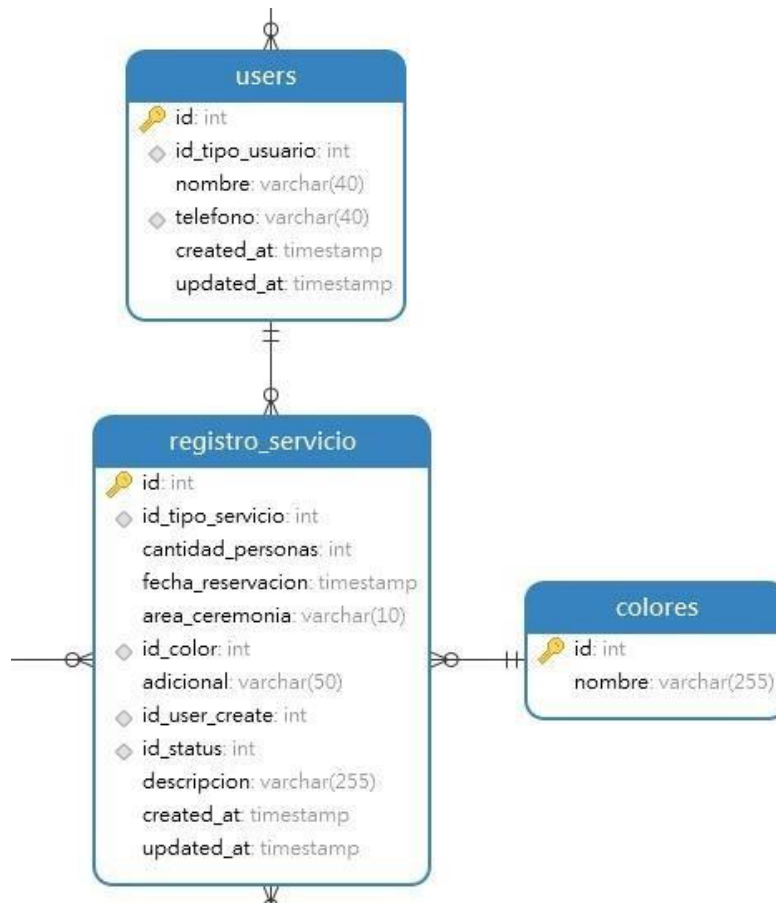 users
id: int
id_tipo_usuario: int
nombre: varchar(40)
telefono: varchar(40)
created_at: timestamp
updated_at: timestamp
registro_servicio
id: int
id_tipo_servicio: int
cantidad_personas: int
fecha_reservacion: timestamp
area_ceremonia: varchar(10)
id_color: int
adicional: varchar(50)
id_user_create: int
id_status: int
descripcion: varchar(255)
created_at: timestamp
updated_at: timestamp
colores
id: int
nombre: varchar(255)